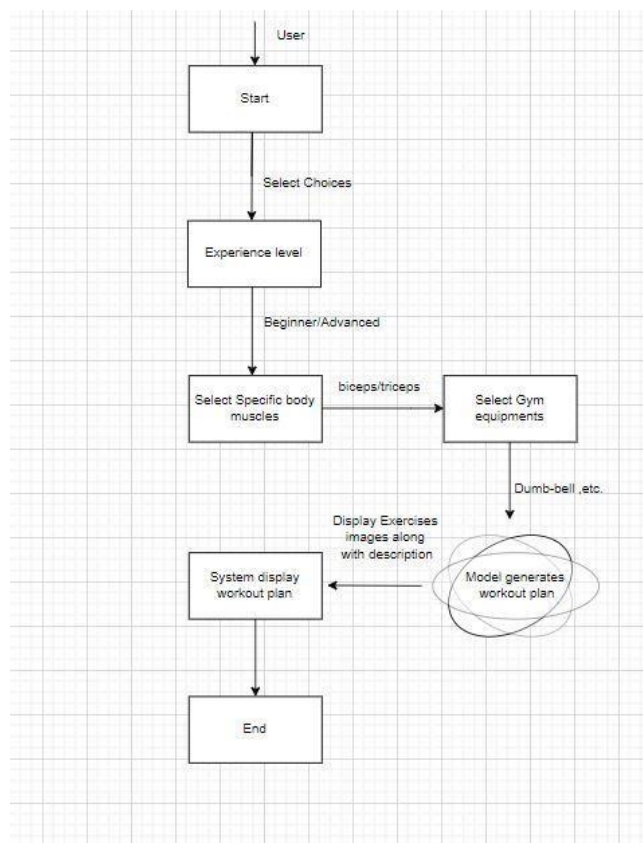 User
Start
Select Choices
Experience level
Beginner/Advanced
Select Specific body
muscles
biceps/triceps
Select Gym
equipments
Dumb-bell ,etc.
Model generates
workout plan
Display Exercises
images along
with description
System display
workout plan
End